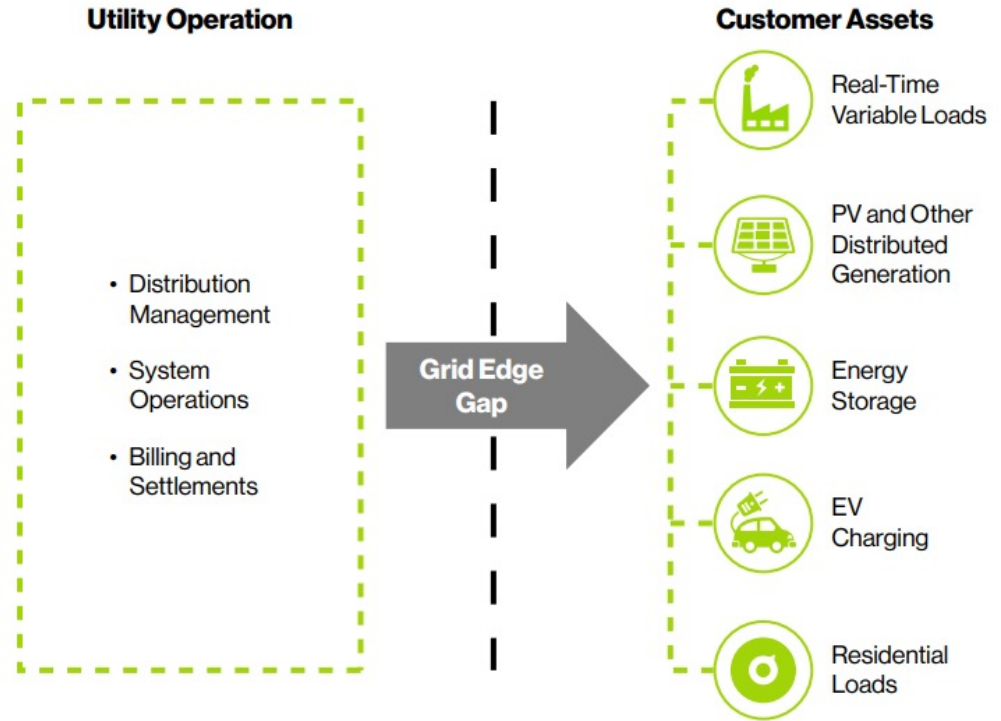 Utility Operation
Customer Assets
• Distribution
Management
• System
Operations
• Billing and
Settlements
Grid Edge
Gap
Real-Time
Variable Loads
PV and Other
Distributed
Generation
Energy
Storage
EV
Charging
Residential
Loads